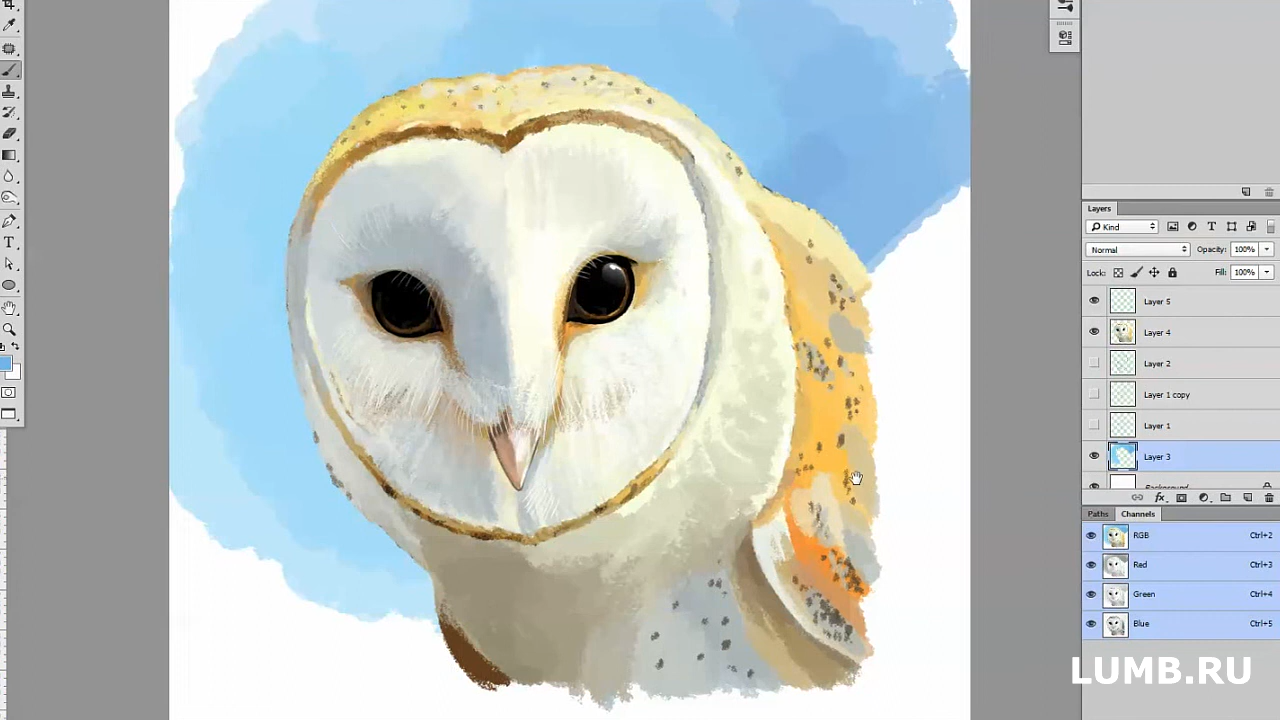 Layers
Kind
Normal
Opacity: 100%
Lock:
Fill: 100%
Layer 5
Layer 4
Layer 2
Layer 1 copy
Layer 1
Layer 3
Background
Paths Channels
RGB Ctrl+2
Red Ctrl+3
Green Ctrl+4
Blue Ctrl+5
LUMB.RU